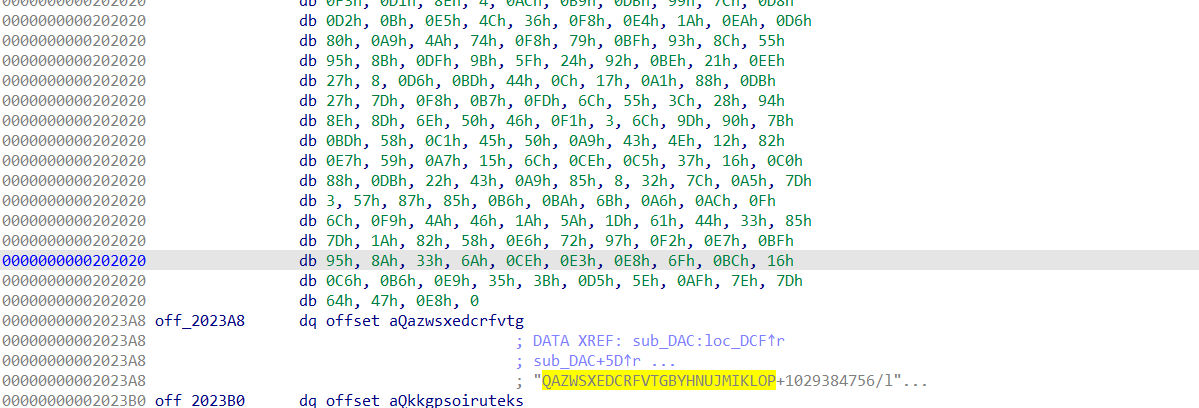 db 0F3h, 0D1h, 8Eh, 4, 0ACh, 0B9h, 0DBh, 99h, 7Ch, 0D8h
0000000000202020 db 0D2h, 0Bh, 0E5h, 4Ch, 36h, 0F8h, 0E4h, 1Ah, 0EAh, 0D6h
0000000000202020 db 80h, 0A9h, 4Ah, 74h, 0F8h, 79h, 0BFh, 93h, 8Ch, 55h
0000000000202020 db 95h, 8Bh, 0DFh, 9Bh, 5Fh, 24h, 92h, 0BEh, 21h, 0EEh
0000000000202020 db 27h, 8, 0D6h, 0BDh, 44h, 0Ch, 17h, 0A1h, 88h, 0DBh
0000000000202020 db 27h, 7Dh, 0F8h, 0B7h, 0FDh, 6Ch, 55h, 3Ch, 28h, 94h
0000000000202020 db 8Eh, 8Dh, 6Eh, 50h, 46h, 0F1h, 3, 6Ch, 9Dh, 90h, 7Bh
0000000000202020 db 0BDh, 58h, 0C1h, 45h, 50h, 0A9h, 43h, 4Eh, 12h, 82h
0000000000202020 db 0E7h, 59h, 0A7h, 15h, 6Ch, 0CEh, 0C5h, 37h, 16h, 0C0h
0000000000202020 db 88h, 0DBh, 22h, 43h, 0A9h, 85h, 8, 32h, 7Ch, 0A5h, 7Dh
0000000000202020 db 3, 57h, 87h, 85h, 0B6h, 0BAh, 6Bh, 0A6h, 0ACh, 0Fh
0000000000202020 db 6Ch, 0F9h, 4Ah, 46h, 1Ah, 5Ah, 1Dh, 61h, 44h, 33h, 85h
0000000000202020 db 7Dh, 1Ah, 82h, 58h, 0E6h, 72h, 97h, 0F2h, 0E7h, 0BFh
0000000000202020 db 95h, 8Ah, 33h, 6Ah, 0CEh, 0E3h, 0E8h, 6Fh, 0BCh, 16h
0000000000202020 db 0C6h, 0B6h, 0E9h, 35h, 3Bh, 0D5h, 5Eh, 0AFh, 7Eh, 7Dh
0000000000202020 db 64h, 47h, 0E8h, 0
00000000002023A8 off_2023A8 dq offset aQazwsxedcrfvtg
00000000002023A8 ; DATA XREF: sub_DAC:loc_DCF↑r
00000000002023A8 ; sub_DAC+5D↑r ...
00000000002023A8 ; "QAZWSXEDCRFVTGBYHNUJMIKLOP+1029384756/l"...
00000000002023B0 off_2023B0 dq offset aQkkgpsoiruteks